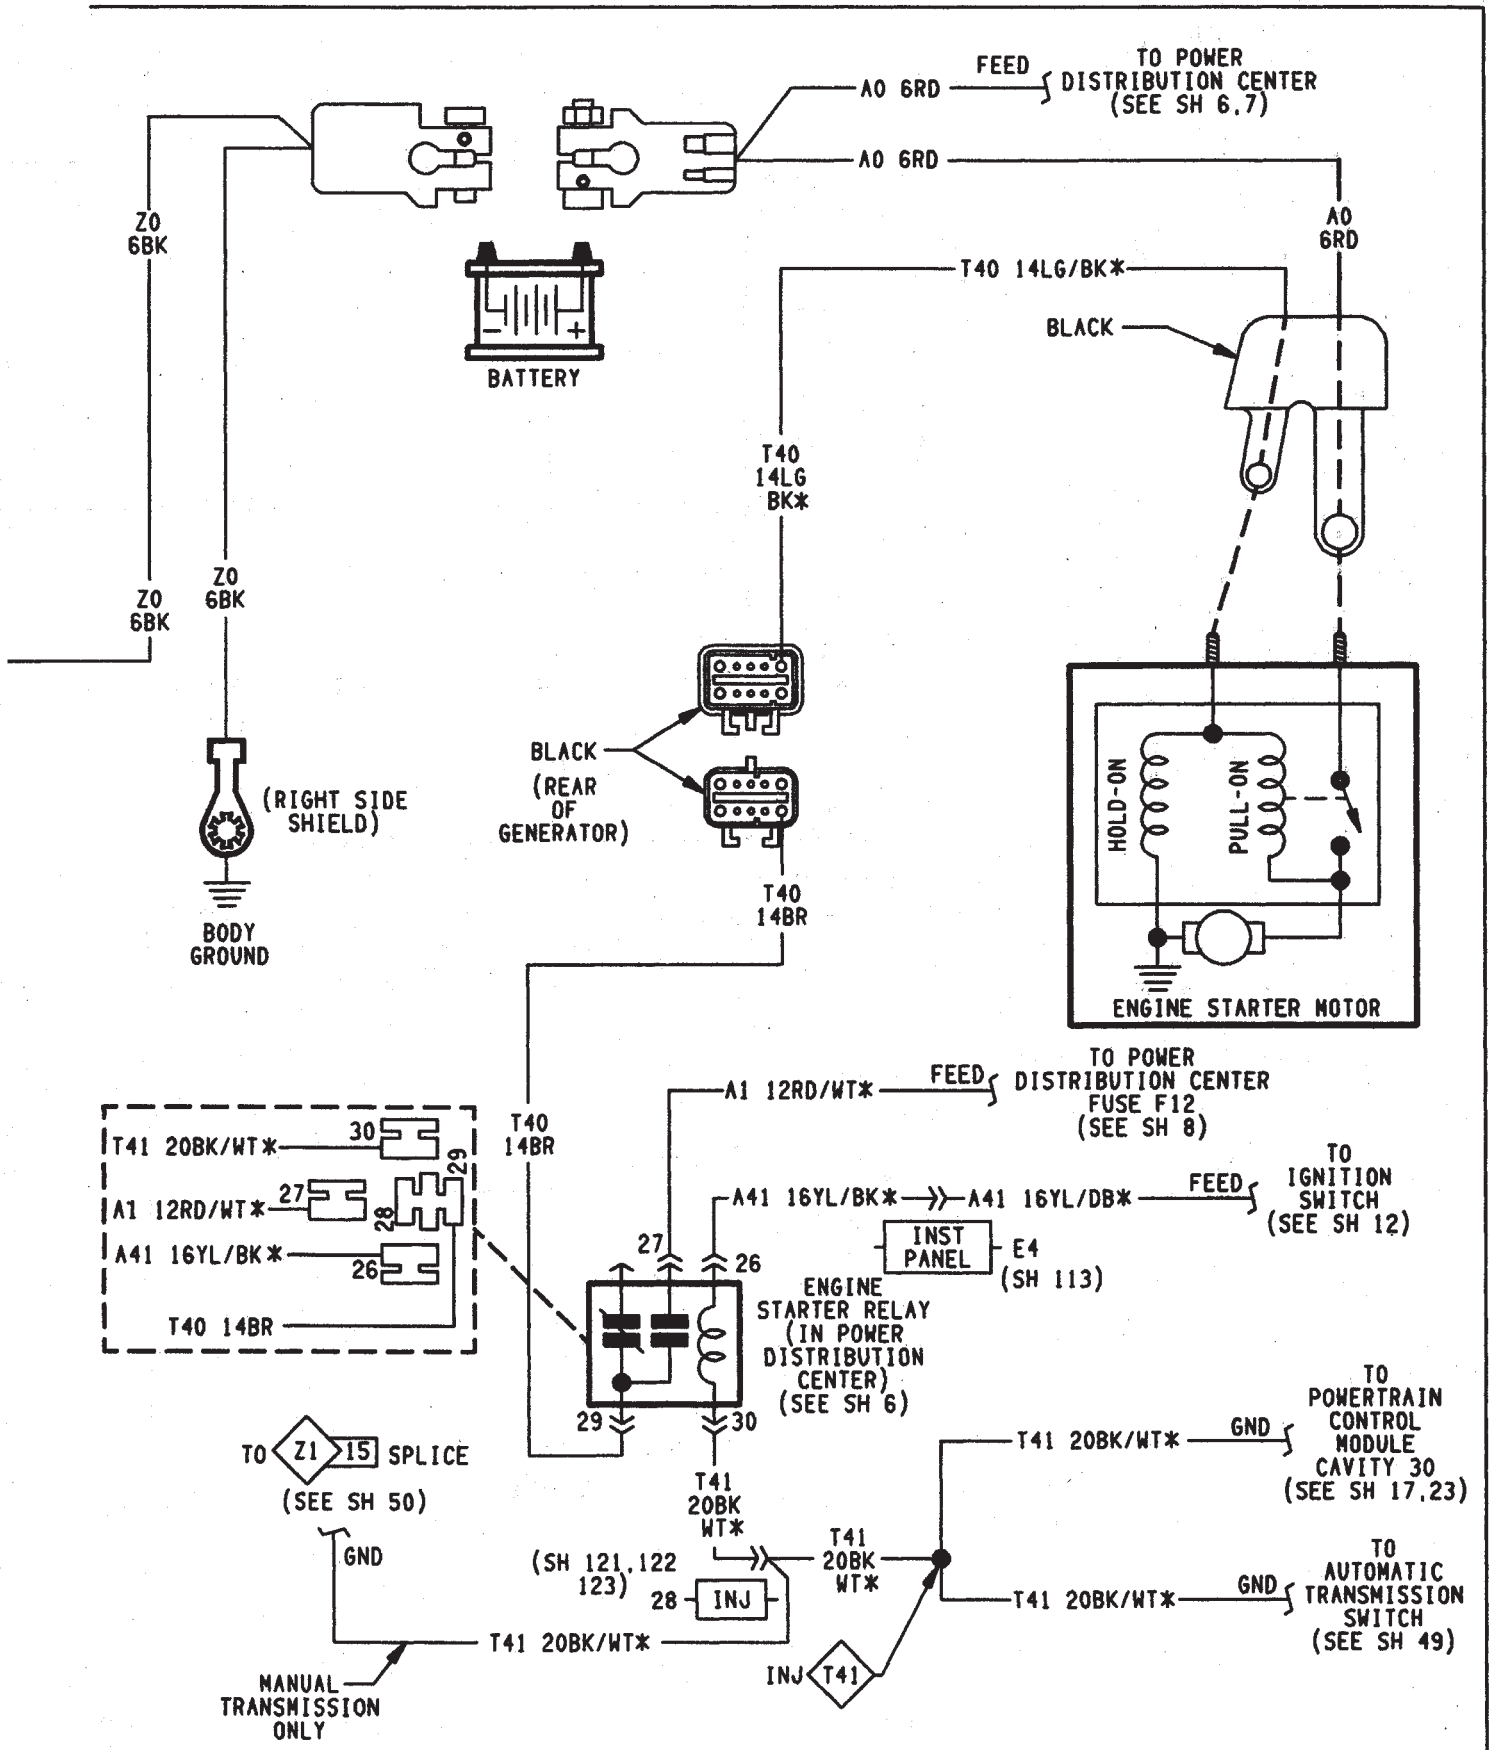 FEED
TO POWER
DISTRIBUTION CENTER
(SEE SH 6,7)
A0 6RD
A0 6RD
Z0
6BK
A0
6RD
T40 14LG/BK*
BLACK
- +
BATTERY
T40
14LG
BK*
Z0
6BK
Z0
6BK
BLACK
(REAR
OF
GENERATOR)
(RIGHT SIDE
SHIELD)
HOLD-ON
PULL-ON
T40
14BR
BODY
GROUND
ENGINE STARTER MOTOR
A1 12RD/WT*
FEED
TO POWER
DISTRIBUTION CENTER
FUSE F12
(SEE SH 8)
T40
14BR
T41 20BK/WT*
30
29
A1 12RD/WT*
27
28
A41 16YL/BK*
26
T40 14BR
A41 16YL/BK*
A41 16YL/DB*
FEED
TO
IGNITION
SWITCH
(SEE SH 12)
INST
PANEL
E4
(SH 113)
27
26
ENGINE
STARTER RELAY
(IN POWER
DISTRIBUTION
CENTER)
(SEE SH 6)
29
30
TO
Z1
15
SPLICE
(SEE SH 50)
GND
T41
20BK
WT*
T41 20BK/WT*
GND
TO
POWERTRAIN
CONTROL
MODULE
CAVITY 30
(SEE SH 17,23)
(SH 121,122
123)
28
INJ
T41
20BK
WT*
T41 20BK/WT*
GND
TO
AUTOMATIC
TRANSMISSION
SWITCH
(SEE SH 49)
T41 20BK/WT*
INJ
T41
MANUAL
TRANSMISSION
ONLY